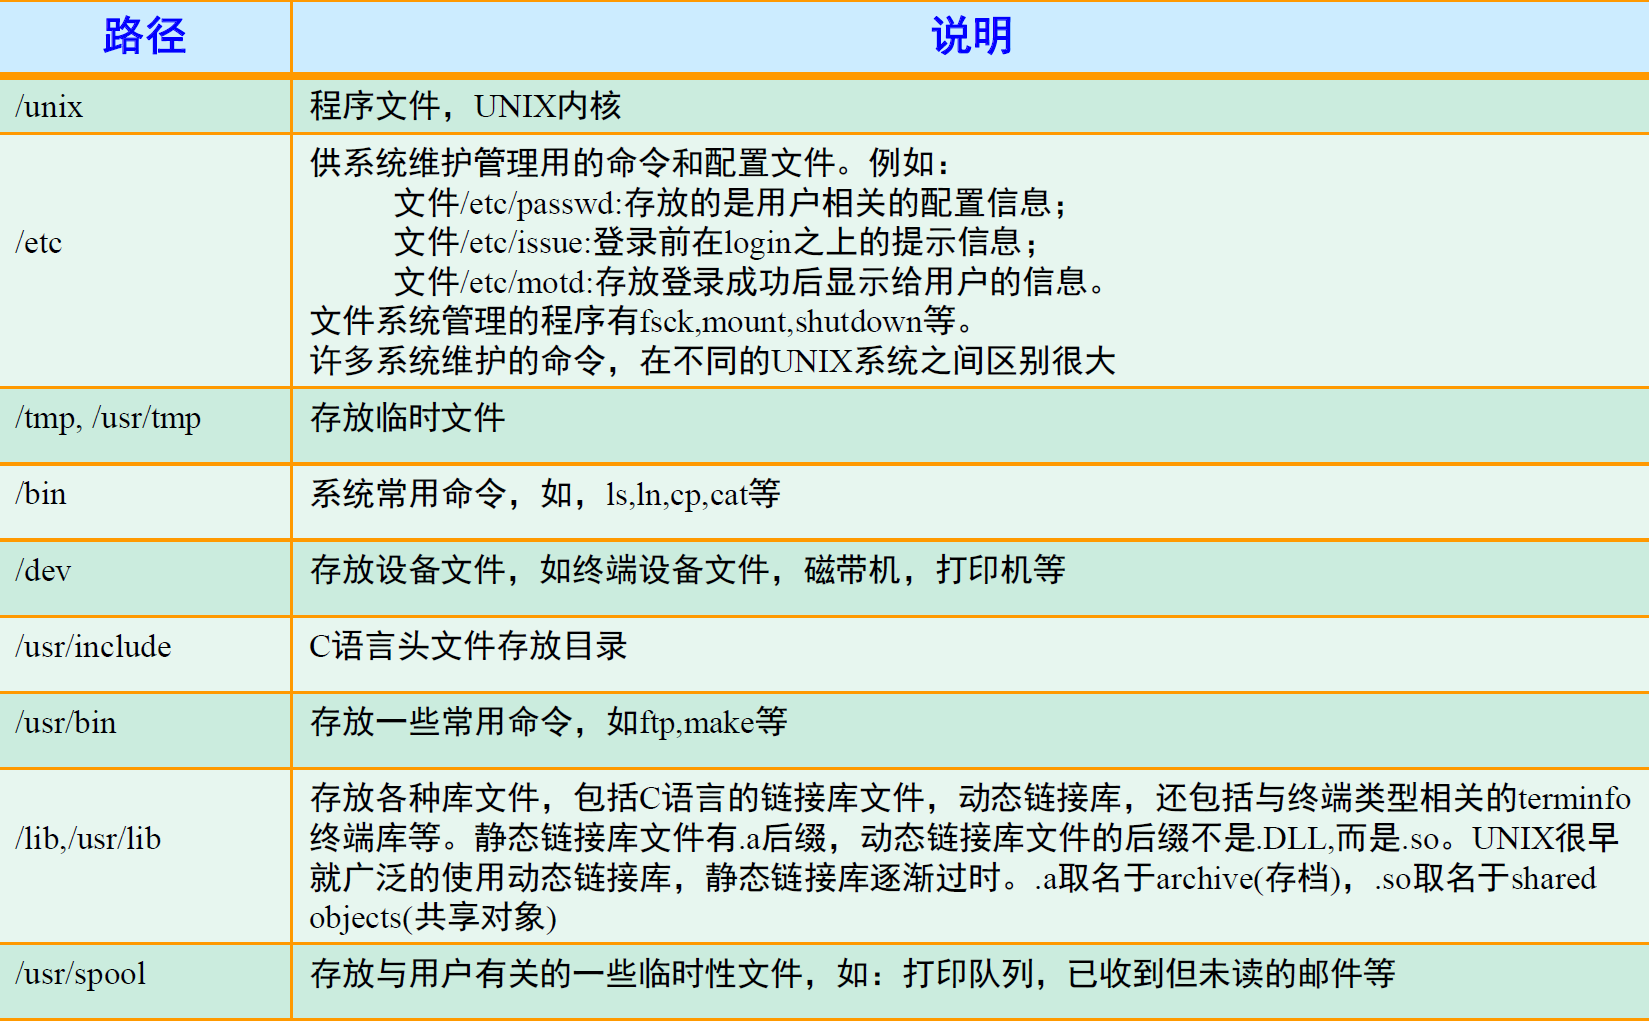 路径
说明
/unix
程序文件，UNIX内核
/etc
供系统维护管理用的命令和配置文件。例如：
文件/etc/passwd:存放的是用户相关的配置信息；
文件/etc/issue:登录前在login之上的提示信息；
文件/etc/motd:存放登录成功后显示给用户的信息。
文件系统管理的程序有fsck,mount,shutdown等。
许多系统维护的命令，在不同的UNIX系统之间区别很大
/tmp, /usr/tmp
存放临时文件
/bin
系统常用命令，如，ls,ln,cp,cat等
/dev
存放设备文件，如终端设备文件，磁带机，打印机等
/usr/include
C语言头文件存放目录
/usr/bin
存放一些常用命令，如ftp,make等
/lib,/usr/lib
存放各种库文件，包括C语言的链接库文件，动态链接库，还包括与终端类型相关的terminfo
终端库等。静态链接库文件有.a后缀，动态链接库文件的后缀不是.DLL,而是.so。UNIX很早
就广泛的使用动态链接库，静态链接库逐渐过时。.a取名于archive(存档)，.so取名于shared
objects(共享对象)
/usr/spool
存放与用户有关的一些临时性文件，如：打印队列，已收到但未读的邮件等